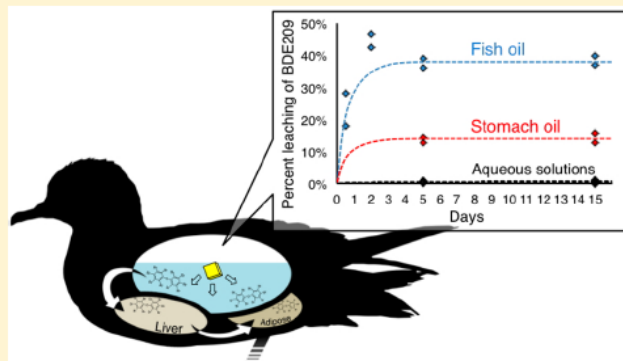 Percent leaching of BDE209
50%
40%
30%
20%
10%
0%
Fish oil
Stomach oil
Aqueous solutions
0 1 2 3 4 5 6 7 8 9 10 11 12 13 14 15
Days
Liver
Adipose